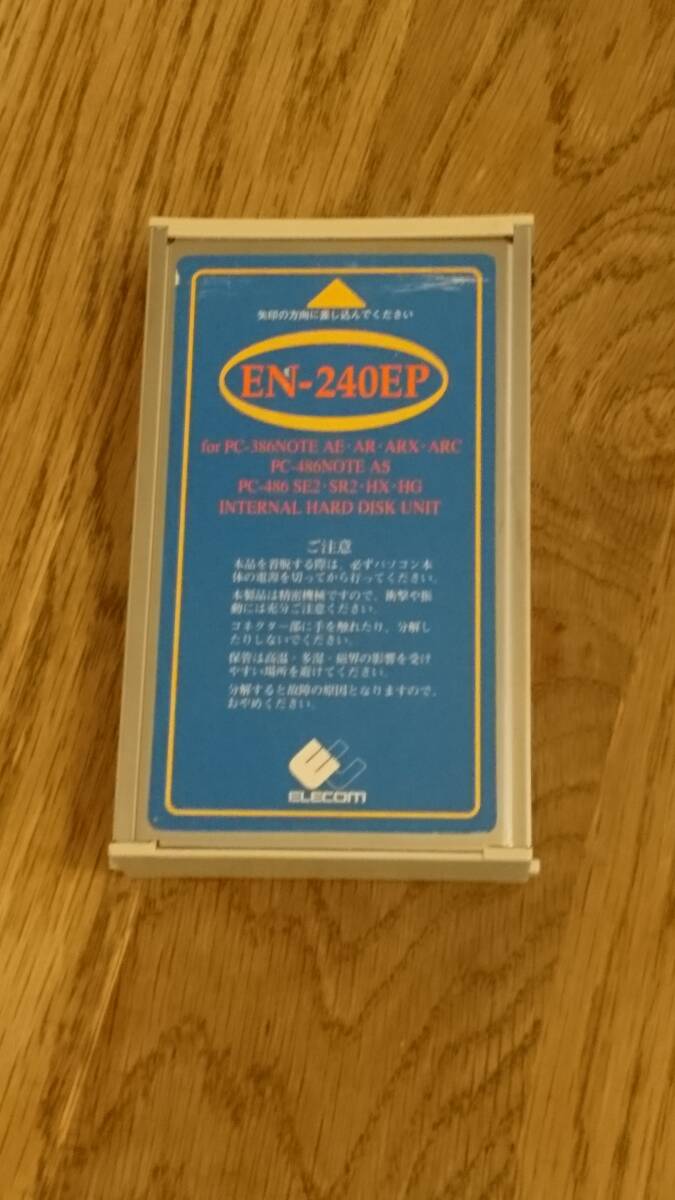 矢印の方向に差し込んでください
EN-240EP
for PC-386NOTE AE・AR・ARX・ARC
PC-486NOTE AS
PC-486 SE2・SR2・HX・HG
INTERNAL HARD DISK UNIT
ご注意
本品を着脱する際は、必ずパソコン本
体の電源を切ってから行ってください。
本製品は精密機械ですので、衝撃や振
動には充分ご注意ください。
コネクター部に手を触れたり、分解し
たりしないでください。
保管は高温・多湿・磁界の影響を受け
やすい場所を避けてください。
分解すると故障の原因となりますので、
おやめください。
ELECOM